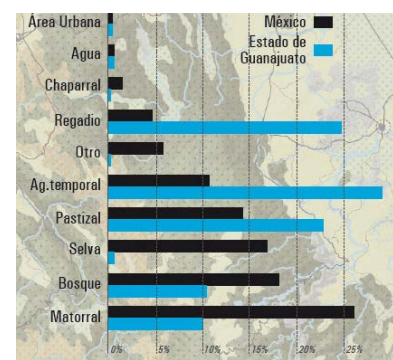 Área Urbana
México
Agua
Estado de
Guanajuato
Chaparral
Regadio
Otro
Ag.temporal
Pastizal
Selva
Bosque
Matorral
0% 5% 10% 15% 20% 25%